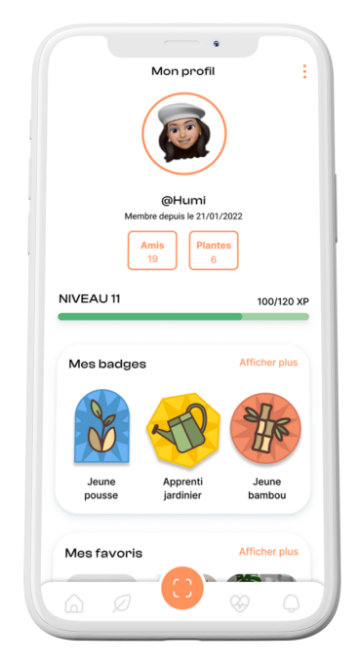 Mon profil
@Humi
Membre depuis le 21/01/2022
Amis
19
Plantes
6
NIVEAU 11
100/120 XP
Mes badges
Afficher plus
Jeune
pousse
Apprenti
jardinier
Jeune
bambou
Mes favoris
Afficher plus